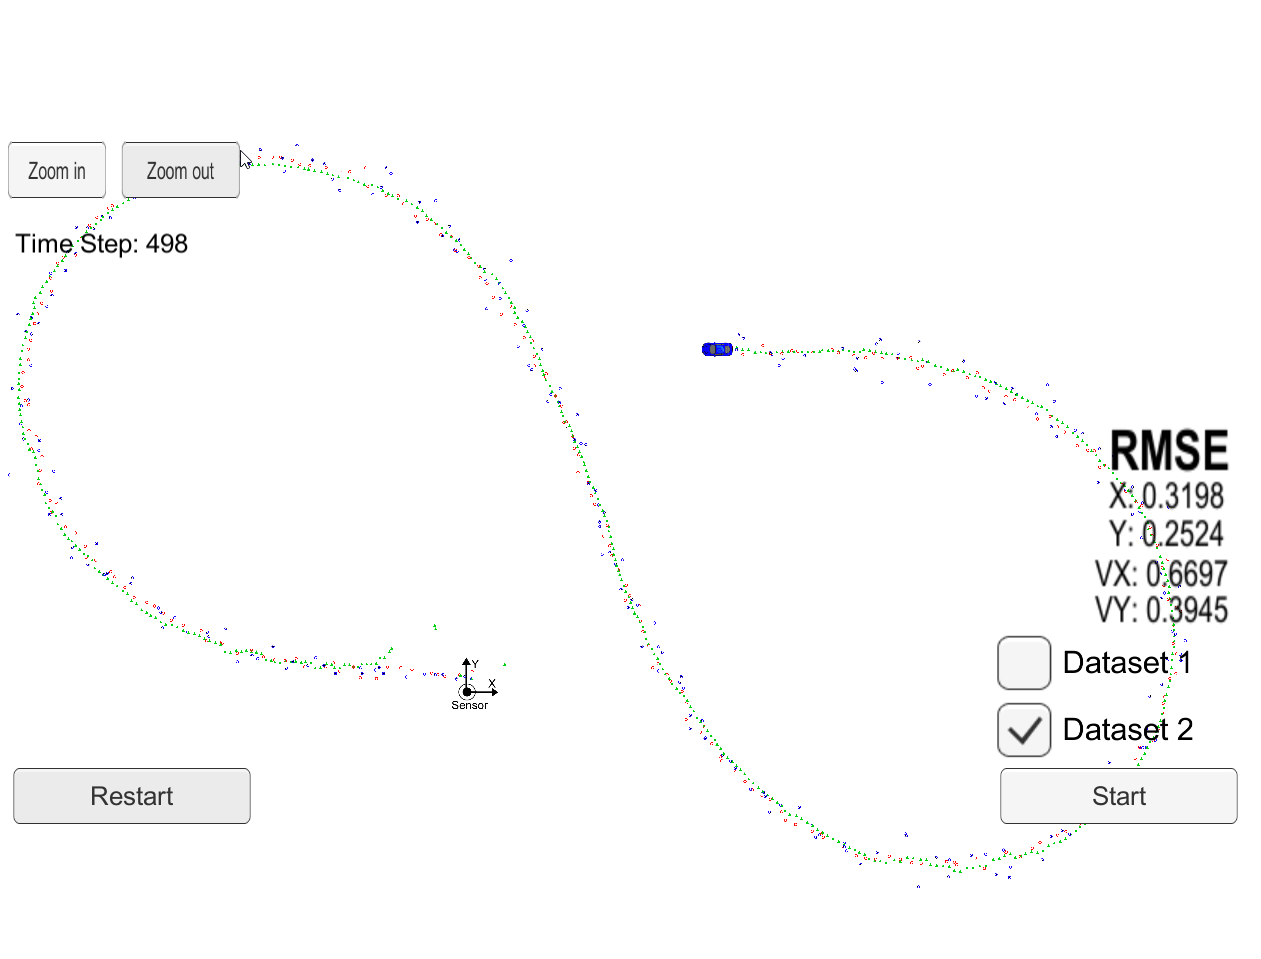 Zoom in
Zoom out
Time Step: 498
RMSE
X: 0.3198
Y: 0.2524
VX: 0.6697
VY: 0.3945
Y
X
Sensor
Dataset 1
Dataset 2
Restart
Start